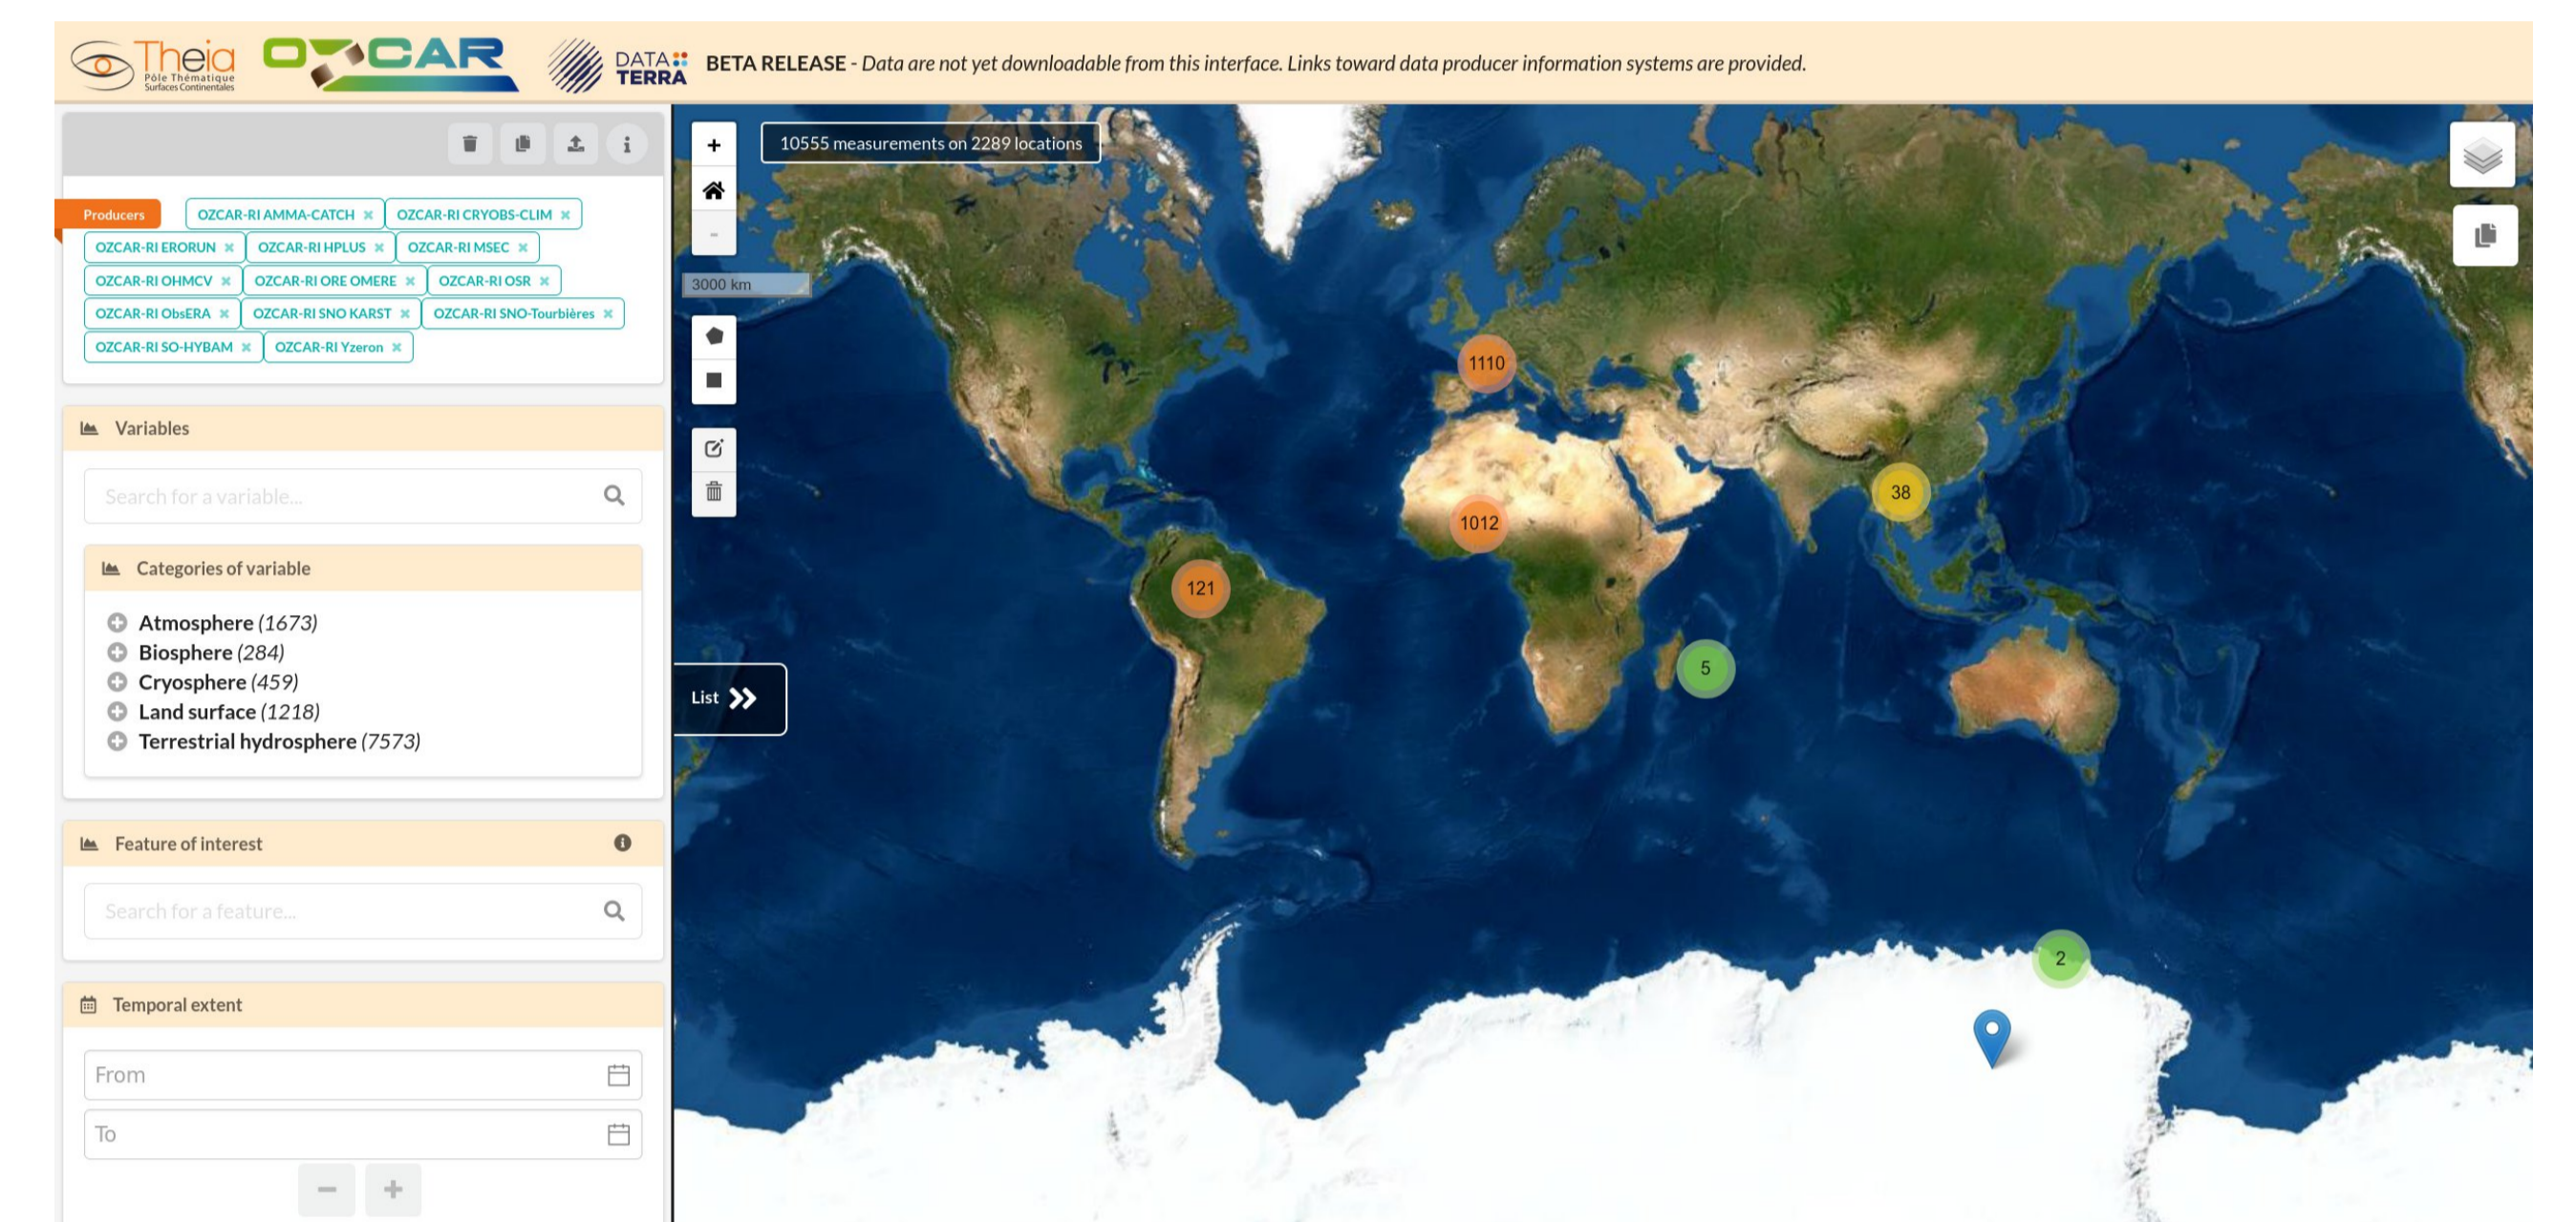 Theia
Pôle Thématique
Surfaces Continentales
OZCAR
DATA
TERRA
BETA RELEASE - Data are not yet downloadable from this interface. Links toward data producer information systems are provided.
Producers
OZCAR-RI AMMA-CATCH × OZCAR-RI CRYOBS-CLIM ×
OZCAR-RI ERORUN × OZCAR-RI HPLUS × OZCAR-RI MSEC ×
OZCAR-RI OHMCV × OZCAR-RI ORE OMERE × OZCAR-RI OSR ×
OZCAR-RI ObsERA × OZCAR-RI SNO KARST × OZCAR-RI SNO-Tourbières ×
OZCAR-RI SO-HYBAM × OZCAR-RI Yzeron ×
Variables
Search for a variable...
Categories of variable
Atmosphere (1673)
Biosphere (284)
Cryosphere (459)
Land surface (1218)
Terrestrial hydrosphere (7573)
Feature of interest
Search for a feature...
Temporal extent
From
To
+
10555 measurements on 2289 locations
-
3000 km
List
1110
38
1012
121
5
2